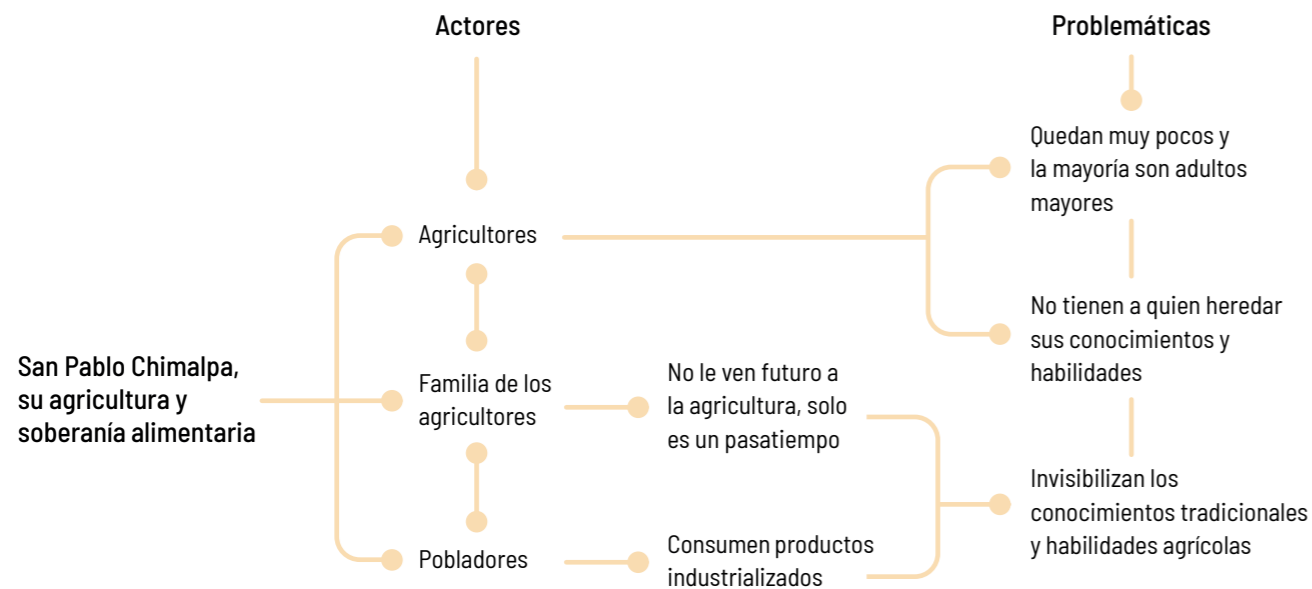 Actores
Problemáticas
Quedan muy pocos y
la mayoría son adultos
mayores
Agricultores
No tienen a quien heredar
sus conocimientos y
habilidades
San Pablo Chimalpa,
su agricultura y
soberanía alimentaria
Familia de los
agricultores
No le ven futuro a
la agricultura, solo
es un pasatiempo
Invisibilizan los
conocimientos tradicionales
y habilidades agrícolas
Pobladores
Consumen productos
industrializados